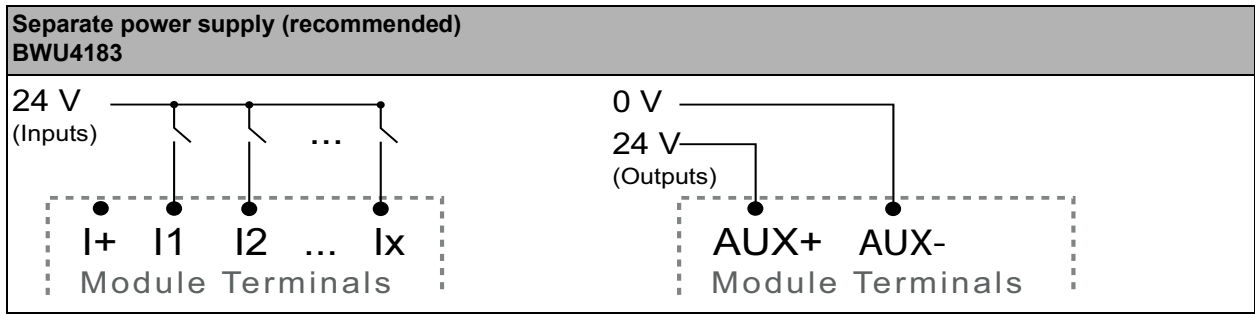 Separate power supply (recommended)
BWU4183
24 V
(Inputs)
...
I+ I1 I2 ... Ix
Module Terminals
0 V
24 V
(Outputs)
AUX+ AUX-
Module Terminals